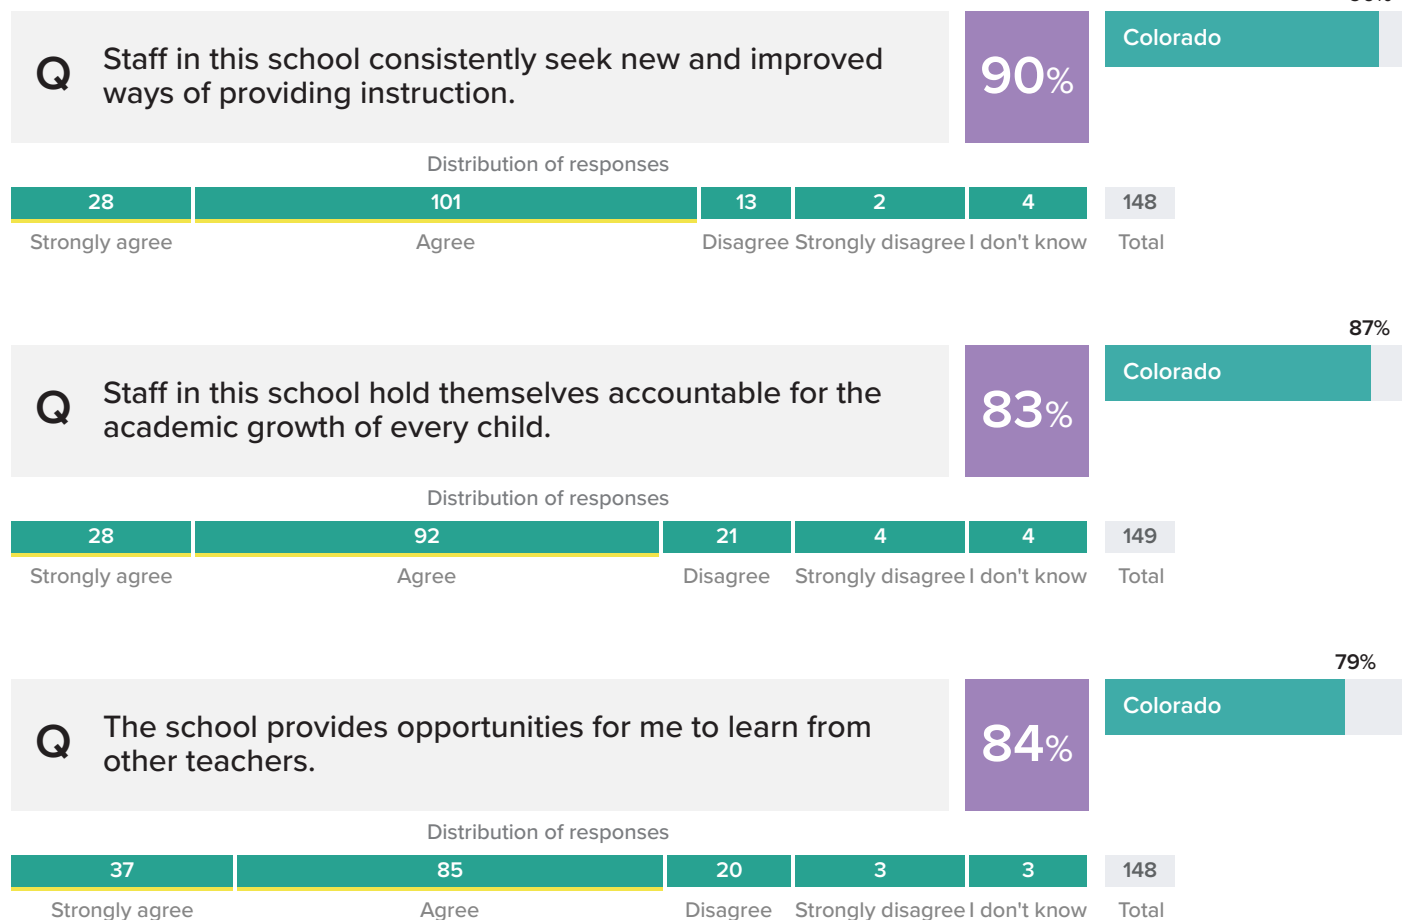 Q
Staff in this school consistently seek new and improved
ways of providing instruction.
90%
Colorado
Distribution of responses
28 101 13 2 4 148
Strongly agree Agree Disagree Strongly disagree I don't know Total
87%
Q
Staff in this school hold themselves accountable for the
academic growth of every child.
83%
Colorado
Distribution of responses
28 92 21 4 4 149
Strongly agree Agree Disagree Strongly disagree I don't know Total
79%
Q
The school provides opportunities for me to learn from
other teachers.
84%
Colorado
Distribution of responses
37 85 20 3 3 148
Strongly agree Agree Disagree Strongly disagree I don't know Total